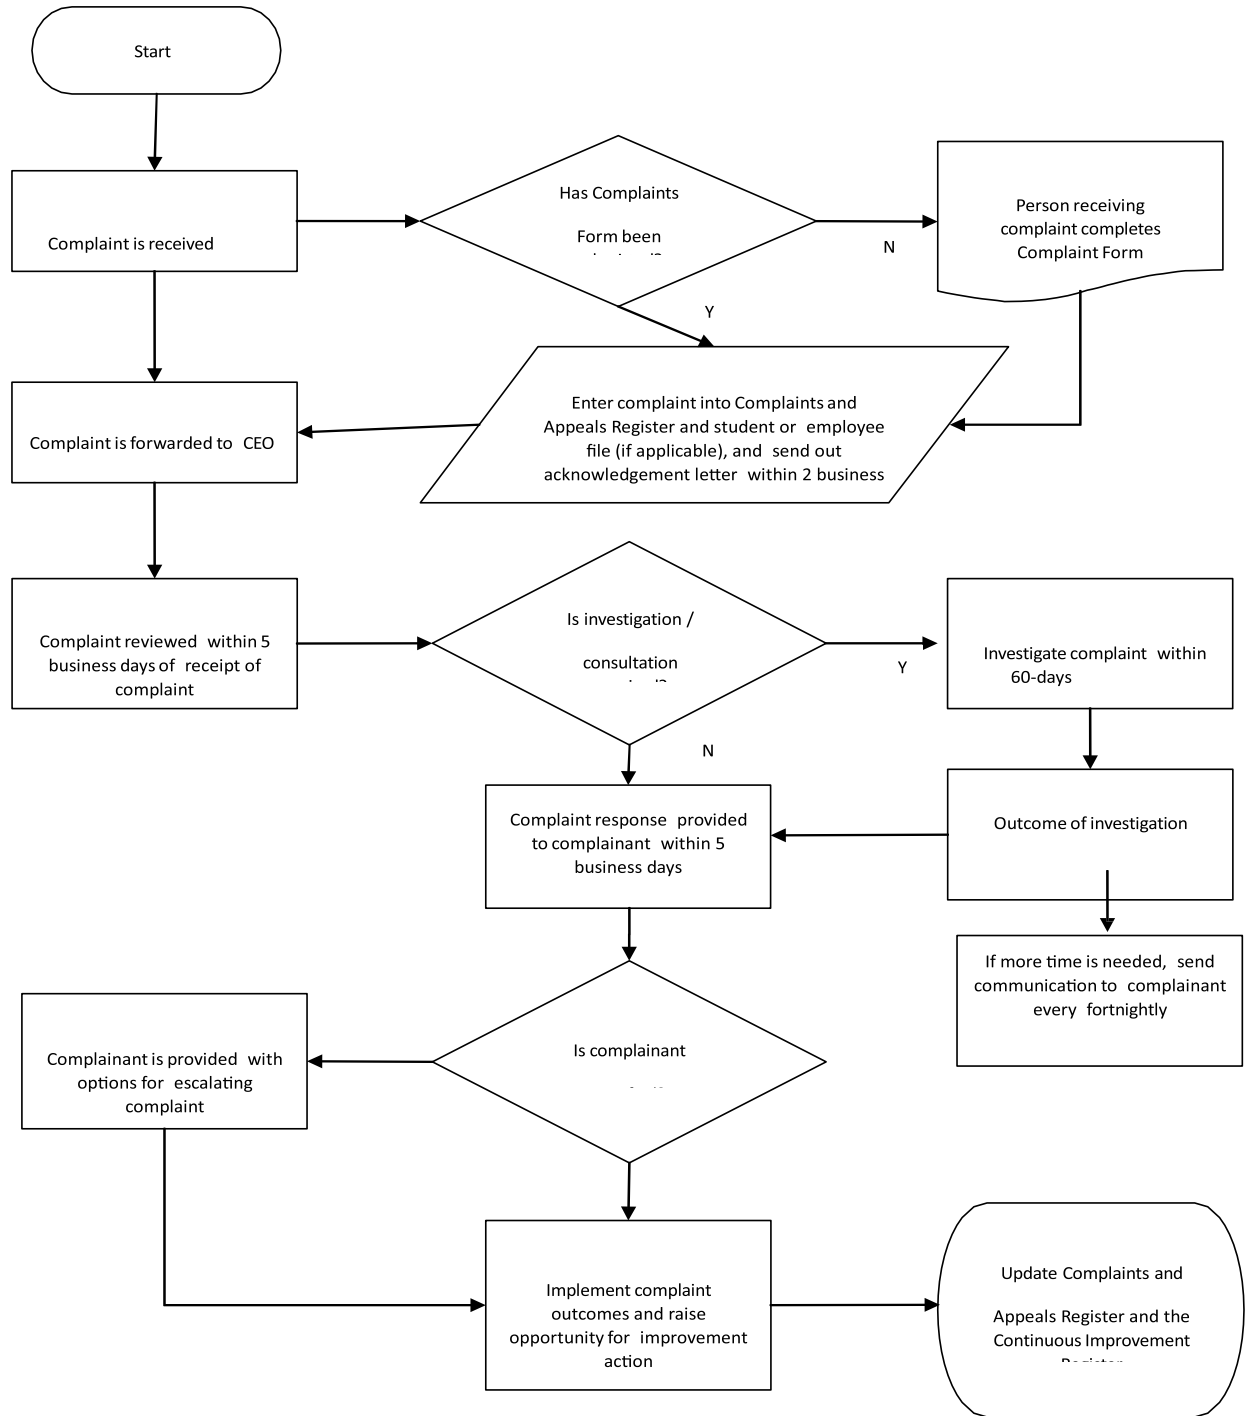 Start
Complaint is received
Has Complaints
Form been
N
Person receiving
complaint completes
Complaint Form
Y
Complaint is forwarded to CEO
Enter complaint into Complaints and
Appeals Register and student or employee
file (if applicable), and send out
acknowledgement letter within 2 business
Complaint reviewed within 5
business days of receipt of
complaint
Is investigation /
consultation
Y
Investigate complaint within
60-days
N
Complaint response provided
to complainant within 5
business days
Outcome of investigation
If more time is needed, send
communication to complainant
every fortnightly
Is complainant
Complainant is provided with
options for escalating
complaint
Implement complaint
outcomes and raise
opportunity for improvement
action
Update Complaints and
Appeals Register and the
Continuous Improvement